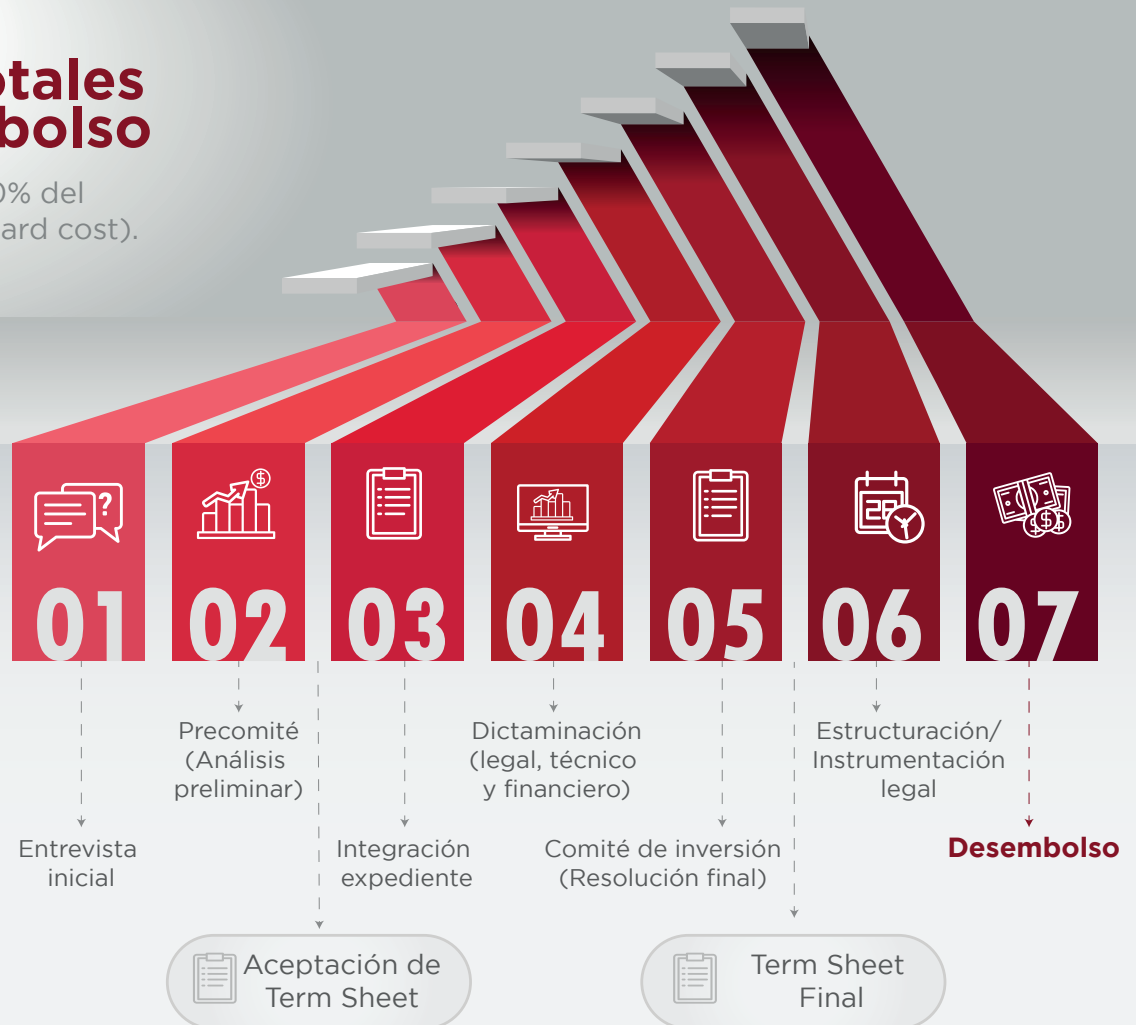 otales
bolso
0% del
ard cost).
?
$
28
$
$
$
01
02
03
04
05
06
07
Precomité
(Análisis
preliminar)
Dictaminación
(legal, técnico
y financiero)
Estructuración/
Instrumentación
legal
Entrevista
inicial
Integración
expediente
Comité de inversión
(Resolución final)
Desembolso
Aceptación de
Term Sheet
Term Sheet
Final